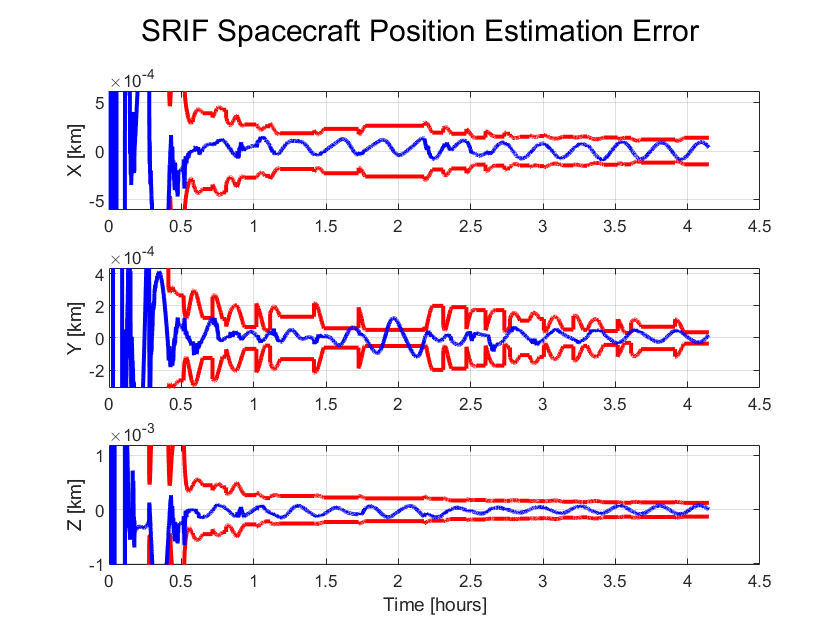 SRIF Spacecraft Position Estimation Error
×10-4
5
0
-5
X [km]
0 0.5 1 1.5 2 2.5 3 3.5 4 4.5
×10-4
4
2
0
-2
Y [km]
0 0.5 1 1.5 2 2.5 3 3.5 4 4.5
×10-3
1
0
-1
Z [km]
0 0.5 1 1.5 2 2.5 3 3.5 4 4.5
Time [hours]